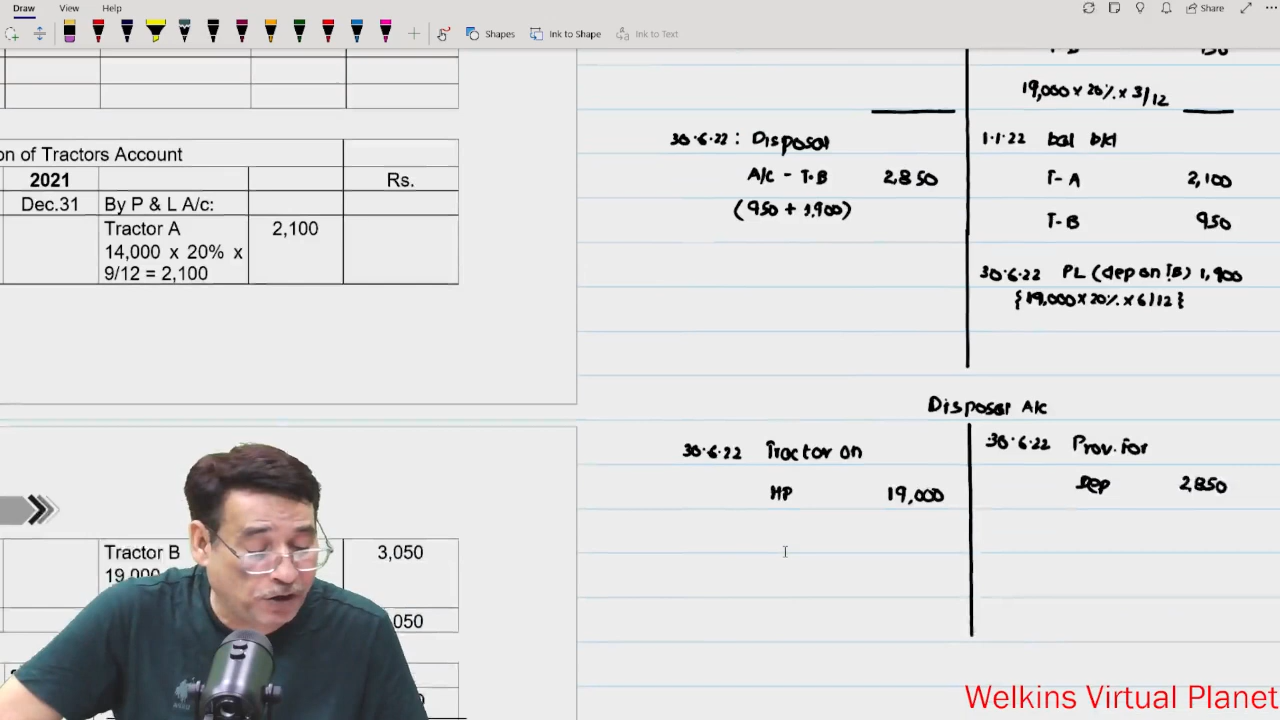 Draw View Help
Share
Shapes Ink to Shape Ink to Text
on of Tractors Account
2021 Rs.
Dec.31 By P & L A/c:
Tractor A 2,100
14,000 x 20% x
9/12 = 2,100
Tractor B 3,050
19,000
050
19,000 x 20% x 3/12
30.6.22 : Disposal
A/c - T.B 2,850
(950 + 1,900)
1.1.22 bal bkl
T-A 2,100
T-B 950
30.6.22 PL (dep on TB) 1,900
{19,000 x 20% x 6/12}
Disposal A/c
30.6.22 Tractor on
HP 19,000
30.6.22 Prov. for
Dep 2,850
Welkins Virtual Planet